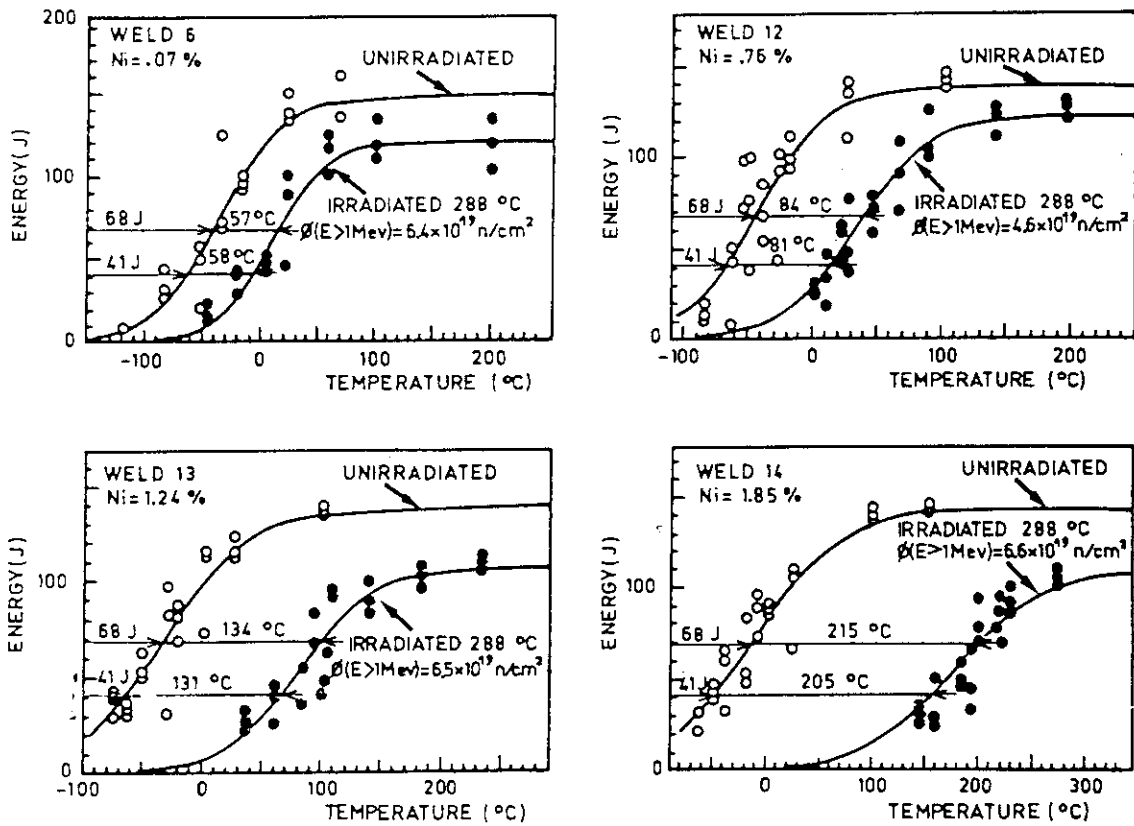 WELD 6
Ni= .07 %
UNIRRADIATED
68 J
57 °C
41 J
58 °C
IRRADIATED 288 °C
ø(E>1Mev)=6,4×10¹⁹ n/cm²
200
100
0
ENERGY(J)
-100 0 100 200
TEMPERATURE (°C)
WELD 12
Ni= .76 %
UNIRRADIATED
68 J
84 °C
41 J
81 °C
IRRADIATED 288 °C
ø(E>1Mev)=4,6×10¹⁹ n/cm²
100
0
ENERGY(J)
-100 0 100 200
TEMPERATURE (°C)
WELD 13
Ni= 1,24 %
UNIRRADIATED
68 J
134 °C
41 J
131 °C
IRRADIATED 288 °C
ø(E>1Mev)=6,5×10¹⁹ n/cm²
100
0
ENERGY(J)
-100 0 100 200
TEMPERATURE (°C)
WELD 14
Ni= 1.85 %
UNIRRADIATED
IRRADIATED 288 °C
ø(E>1Mev)=6.6×10¹⁹ n/cm²
68 J
215 °C
41 J
205 °C
100
0
ENERGY(J)
0 100 200 300
TEMPERATURE (°C)